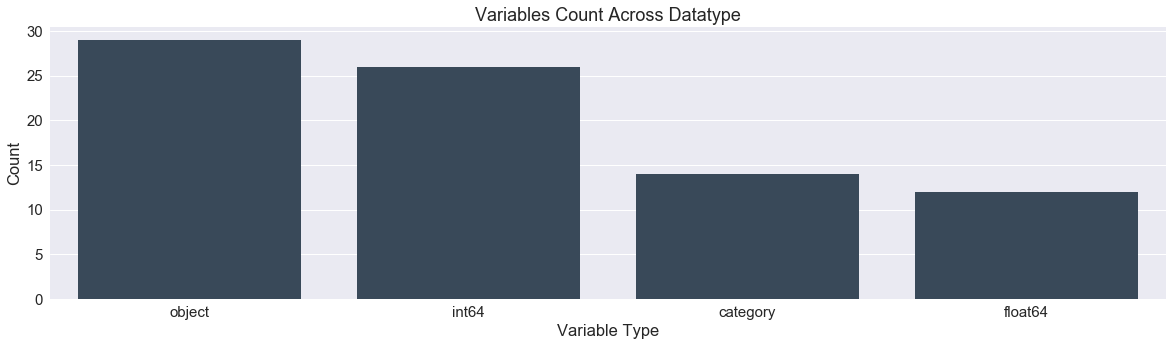 Variables Count Across Datatype
30
25
20
15
10
5
0
Count
object int64 category float64
Variable Type